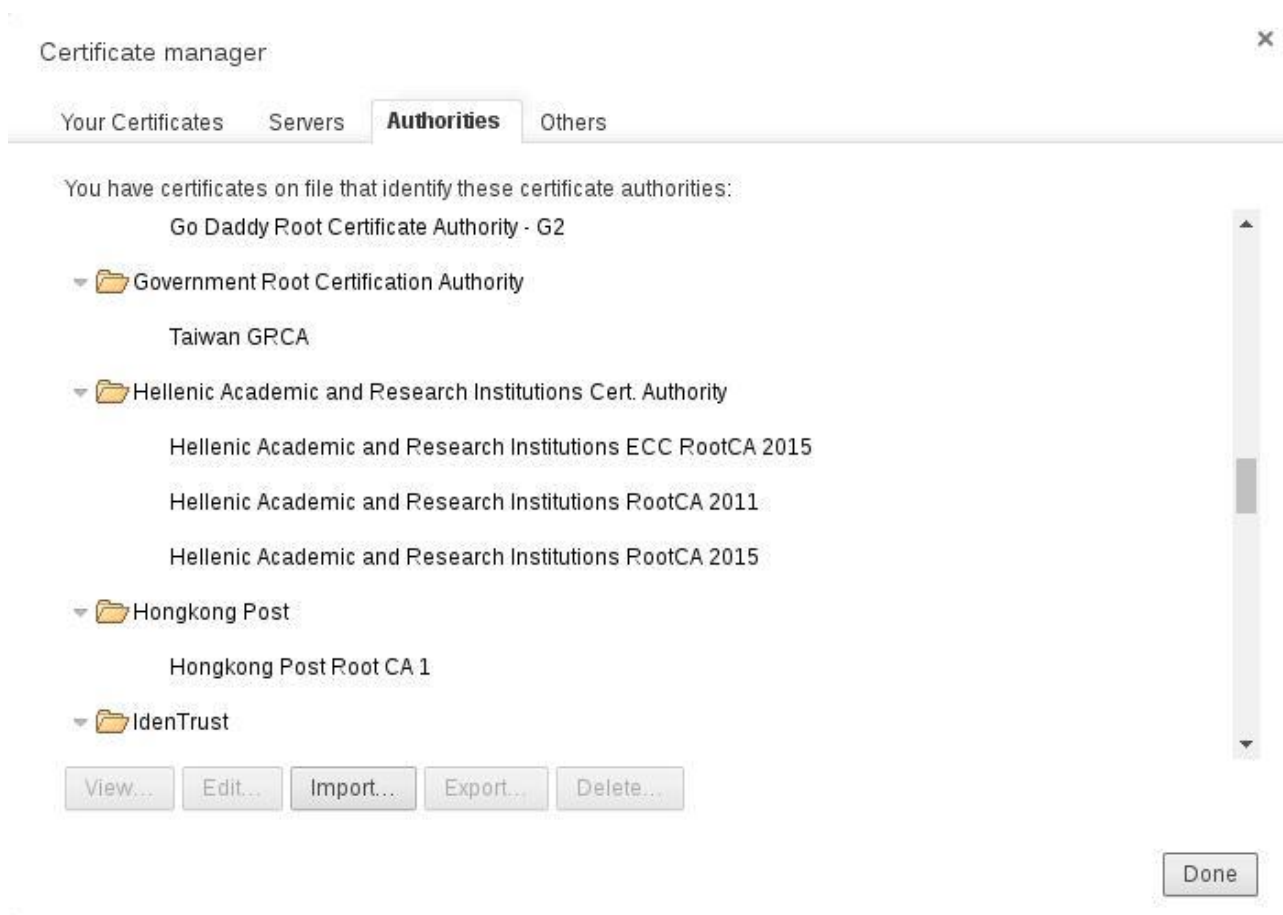 Certificate manager
Your Certificates Servers Authorities Others
You have certificates on file that identify these certificate authorities:
Go Daddy Root Certificate Authority - G2
Government Root Certification Authority
Taiwan GRCA
Hellenic Academic and Research Institutions Cert. Authority
Hellenic Academic and Research Institutions ECC RootCA 2015
Hellenic Academic and Research Institutions RootCA 2011
Hellenic Academic and Research Institutions RootCA 2015
Hongkong Post
Hongkong Post Root CA 1
IdenTrust
View... Edit... Import... Export... Delete...
Done